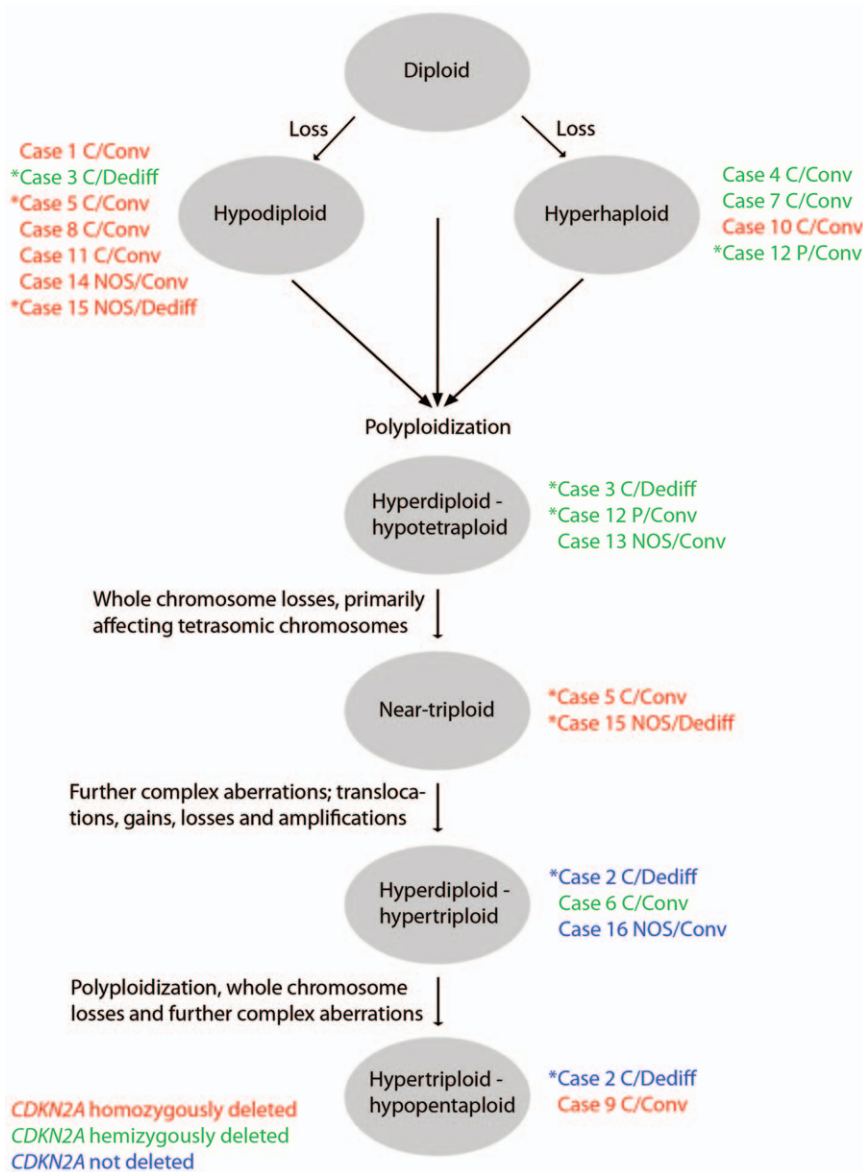 Diploid
Loss
Loss
Case 1 C/Conv
*Case 3 C/Dediff
*Case 5 C/Conv
Case 8 C/Conv
Case 11 C/Conv
Case 14 NOS/Conv
*Case 15 NOS/Dediff
Hypodiploid
Hyperhaploid
Case 4 C/Conv
Case 7 C/Conv
Case 10 C/Conv
*Case 12 P/Conv
Polyploidization
Hyperdiploid -
hypotetraploid
*Case 3 C/Dediff
*Case 12 P/Conv
Case 13 NOS/Conv
Whole chromosome losses, primarily
affecting tetrasomic chromosomes
Near-triploid
*Case 5 C/Conv
*Case 15 NOS/Dediff
Further complex aberrations; transloca-
tions, gains, losses and amplifications
Hyperdiploid -
hypertriploid
*Case 2 C/Dediff
Case 6 C/Conv
Case 16 NOS/Conv
Polyploidization, whole chromosome
losses and further complex aberrations
Hypertriploid -
hypopentaploid
*Case 2 C/Dediff
Case 9 C/Conv
CDKN2A homozygously deleted
CDKN2A hemizygously deleted
CDKN2A not deleted